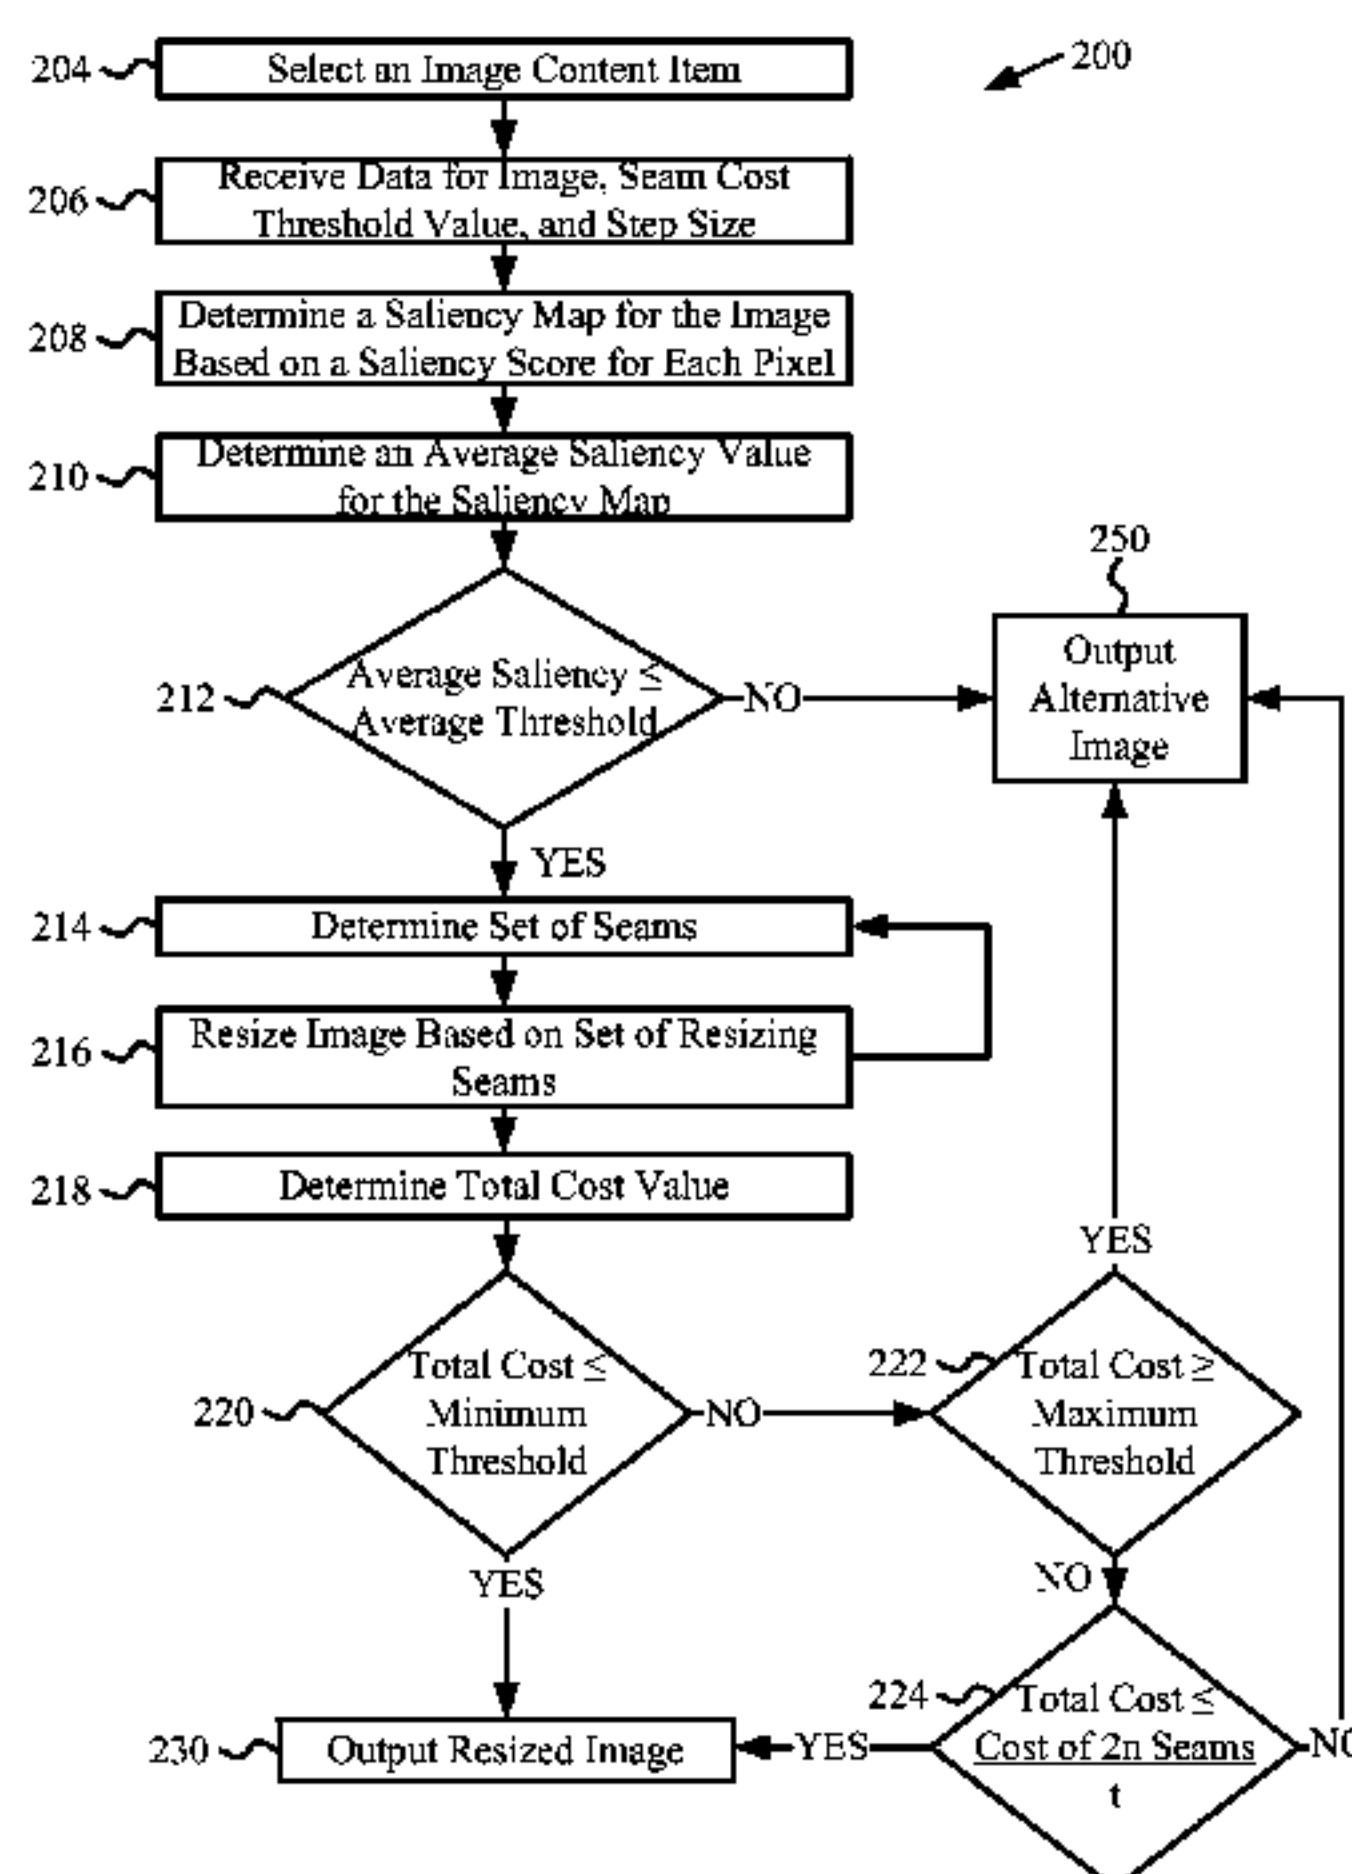 200
204
Select an Image Content Item
206
Receive Data for Image, Seam Cost
Threshold Value, and Step Size
208
Determine a Saliency Map for the Image
Based on a Saliency Score for Each Pixel
210
Determine an Average Saliency Value
for the Saliency Map
250
Output
Alternative
Image
212
Average Saliency ≤
Average Threshold
NO
YES
214
Determine Set of Seams
216
Resize Image Based on Set of Resizing
Seams
218
Determine Total Cost Value
YES
220
Total Cost ≤
Minimum
Threshold
NO
222
Total Cost ≥
Maximum
Threshold
YES
NO
224
Total Cost ≤
Cost of 2n Seams
t
YES
NO
230
Output Resized Image